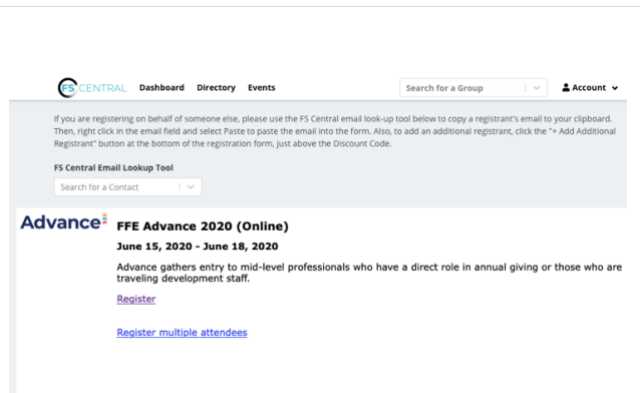 FS CENTRAL Dashboard Directory Events Search for a Group Account
If you are registering on behalf of someone else, please use the FS Central email look-up tool below to copy a registrant's email to your clipboard.
Then, right click in the email field and select Paste to paste the email into the form. Also, to add an additional registrant, click the "+ Add Additional
Registrant" button at the bottom of the registration form, just above the Discount Code.
FS Central Email Lookup Tool
Search for a Contact
Advance
FFE Advance 2020 (Online)
June 15, 2020 - June 18, 2020
Advance gathers entry to mid-level professionals who have a direct role in annual giving or those who are
traveling development staff.
Register
Register multiple attendees